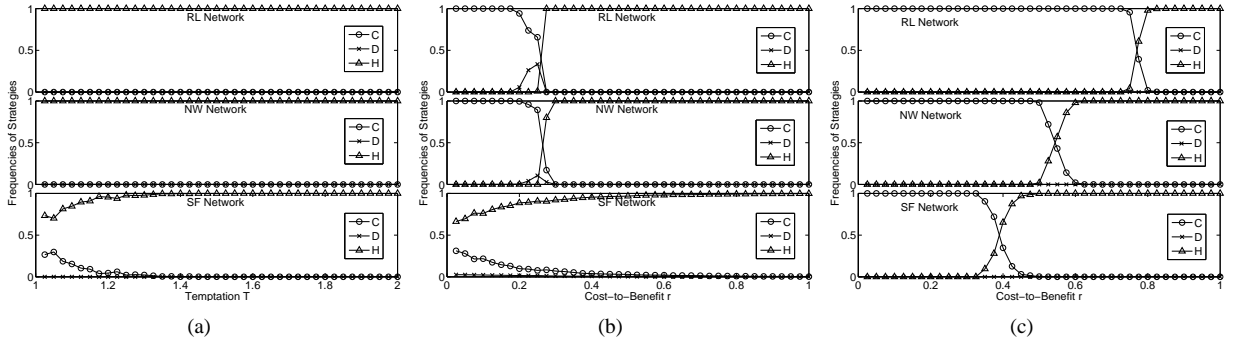 Frequencies of Strategies
1
0.5
0
RL Network
C
D
H
1
0.5
0
NW Network
C
D
H
1
0.5
0
SF Network
C
D
H
1
1.2
1.4
1.6
1.8
2
Temptation T
(a)
Frequencies of Strategies
1
0.5
0
RL Network
C
D
H
1
0.5
0
NW Network
C
D
H
1
0.5
0
SF Network
C
D
H
0
0.2
0.4
0.6
0.8
1
Cost−to−Benefit r
(b)
Frequencies of Strategies
1
0.5
0
RL Network
C
D
H
1
0.5
0
NW Network
C
D
H
1
0.5
0
SF Network
C
D
H
0
0.2
0.4
0.6
0.8
1
Cost−to−Benefit r
(c)